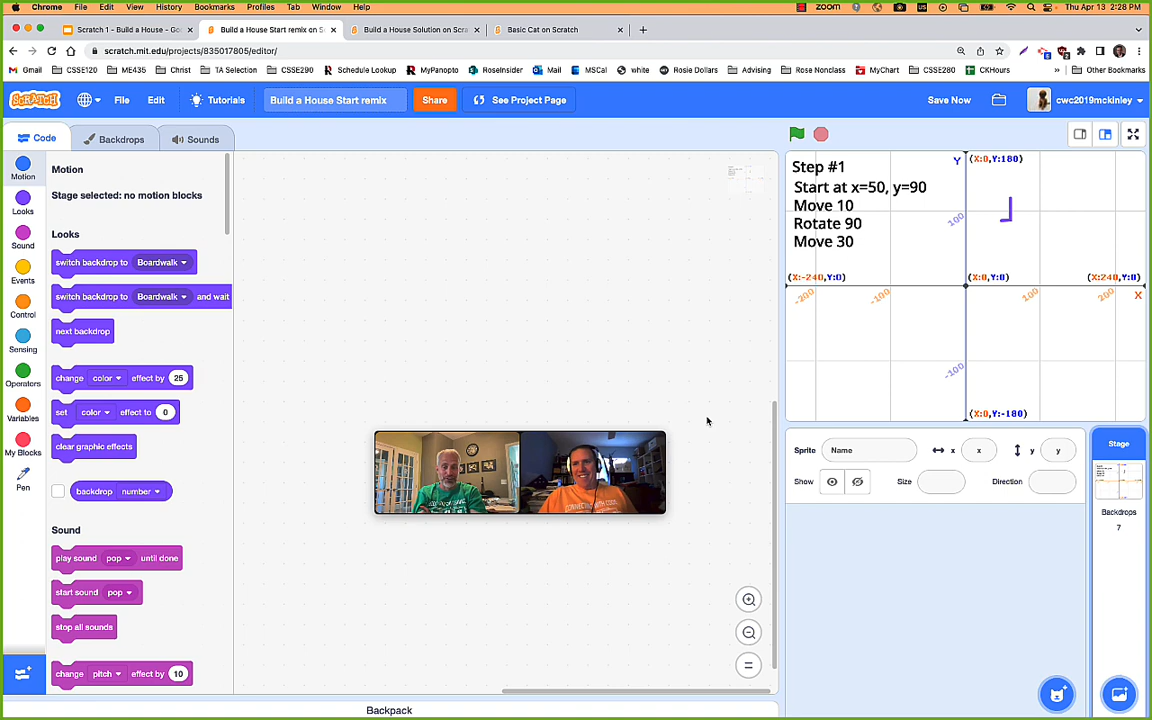 Chrome File Edit View History Bookmarks Profiles Tab Window Help zoom Thu Apr 13 2:28 PM
Scratch 1 - Build a House - Go
Build a House Start remix on S
Build a House Solution on Scra
Basic Cat on Scratch
scratch.mit.edu/projects/835017805/editor/
Gmail CSSE120 ME435 Christ TA Selection CSSE290 Schedule Lookup MyPanopto RoseInsider Mail MSCal white Rosie Dollars Advising Rose Nonclass MyChart CSSE280 CKHours Other Bookmarks
SCRATCH File Edit Tutorials Build a House Start remix Share See Project Page Save Now cwc2019mckinley
Code Backdrops Sounds
Motion
Looks
Sound
Events
Control
Sensing
Operators
Variables
My Blocks
Pen
Motion
Stage selected: no motion blocks
Looks
switch backdrop to Boardwalk
switch backdrop to Boardwalk and wait
next backdrop
change color effect by 25
set color effect to 0
clear graphic effects
backdrop number
Sound
play sound pop until done
start sound pop
stop all sounds
change pitch effect by 10
Backpack
Step #1
Start at x=50, y=90
Move 10
Rotate 90
Move 30
Y (X:0,Y:180)
100
(X:-240,Y:0) (X:0,Y:0) (X:240,Y:0)
-200 -100 100 200 X
-100
(X:0,Y:-180)
Sprite Name x x y y
Show Size Direction
Stage
Backdrops
7